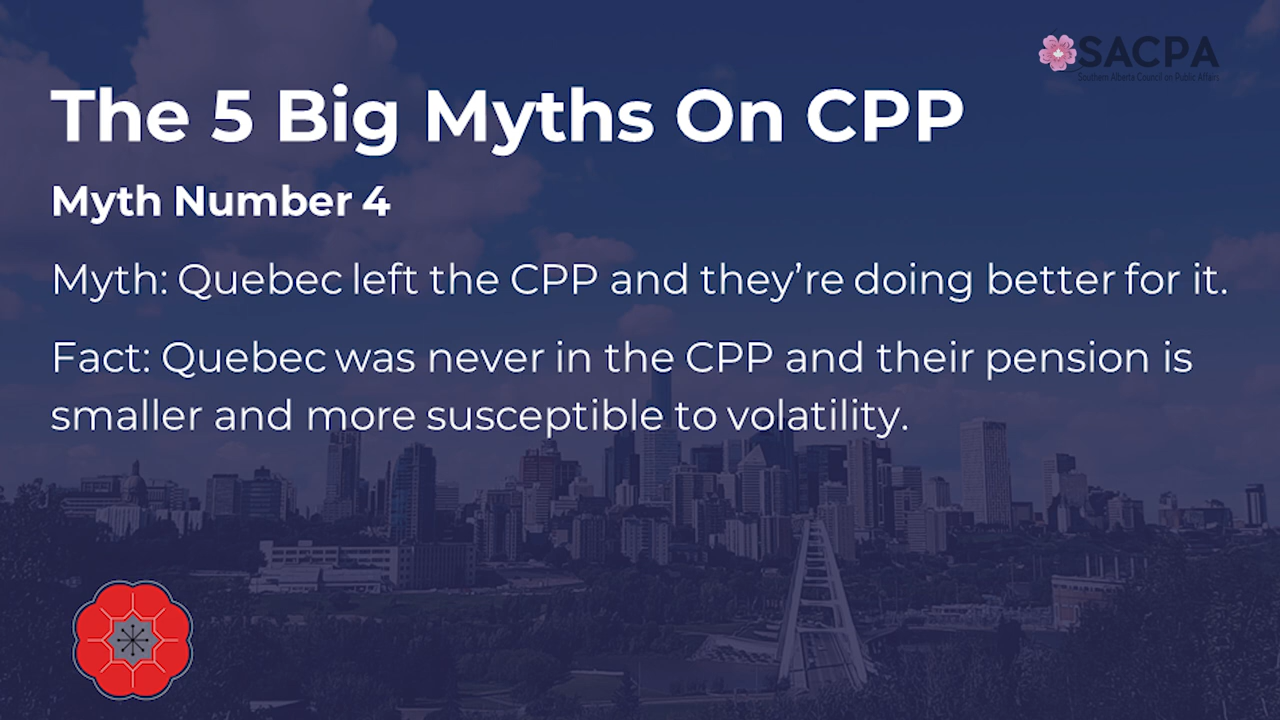 SACPA
Southern Alberta Council on Public Affairs
The 5 Big Myths On CPP
Myth Number 4
Myth: Quebec left the CPP and they’re doing better for it.
Fact: Quebec was never in the CPP and their pension is
smaller and more susceptible to volatility.